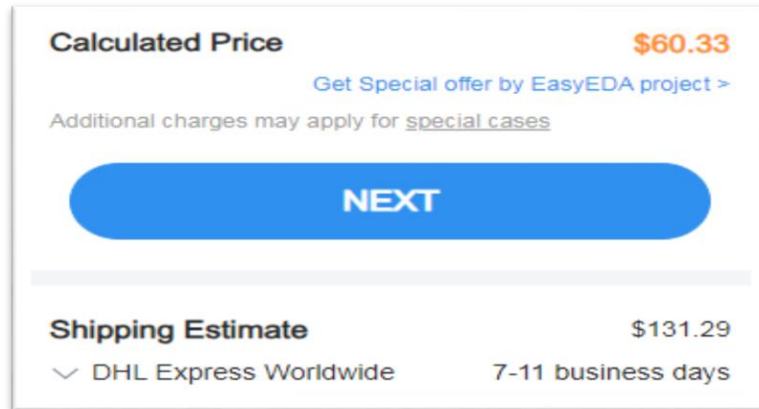 Calculated Price $60.33
Get Special offer by EasyEDA project >
Additional charges may apply for special cases
NEXT
Shipping Estimate $131.29
DHL Express Worldwide 7-11 business days